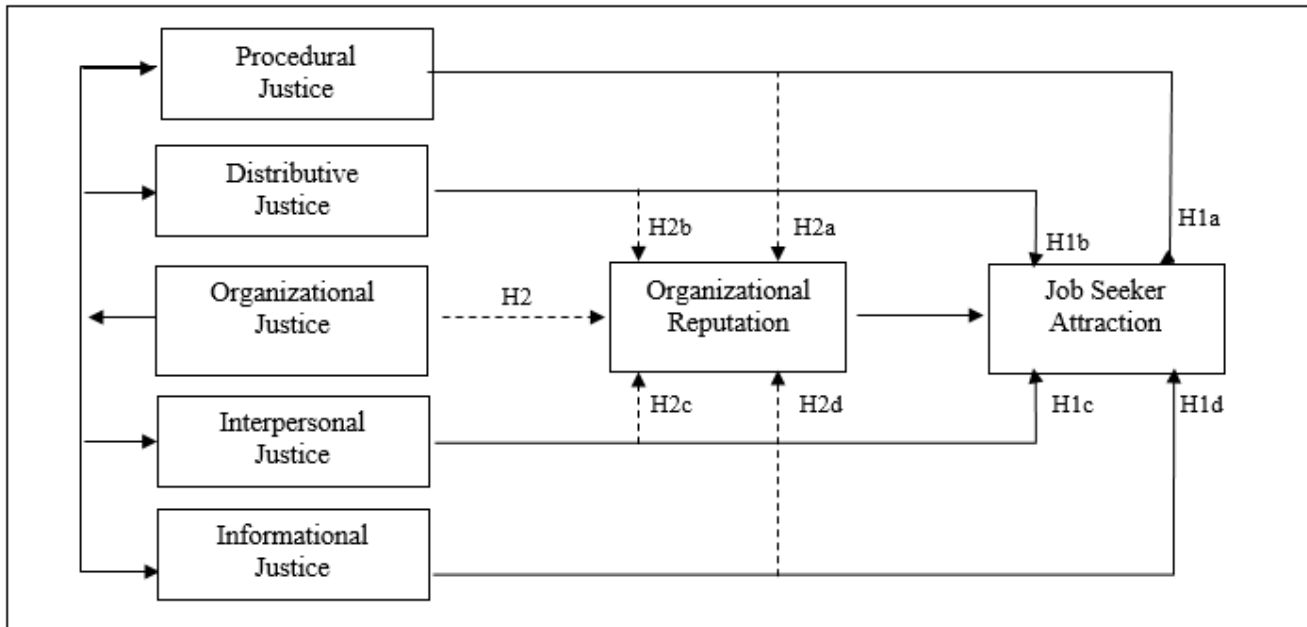 Procedural
Justice
Distributive
Justice
H2b
H2a
H1b
H1a
Organizational
Justice
H2
Organizational
Reputation
Job Seeker
Attraction
Interpersonal
Justice
H2c
H2d
H1c
H1d
Informational
Justice